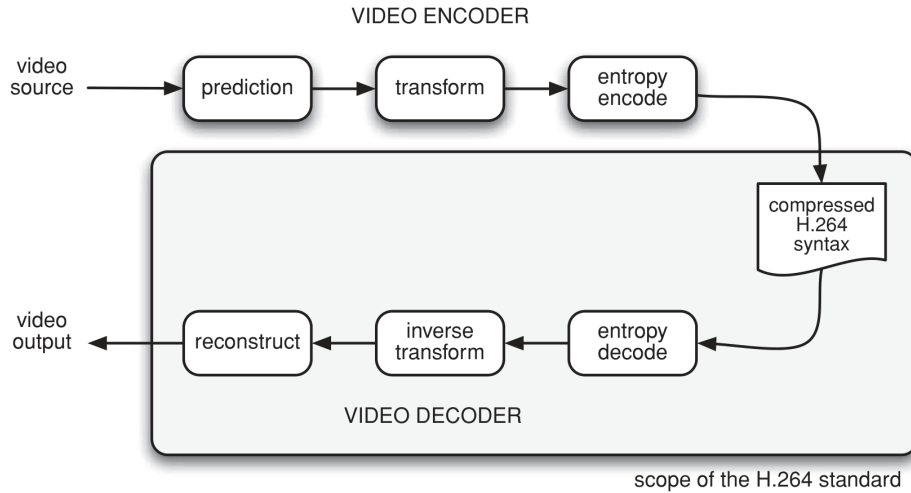 VIDEO ENCODER
video
source
prediction
transform
entropy
encode
compressed
H.264
syntax
video
output
reconstruct
inverse
transform
entropy
decode
VIDEO DECODER
scope of the H.264 standard